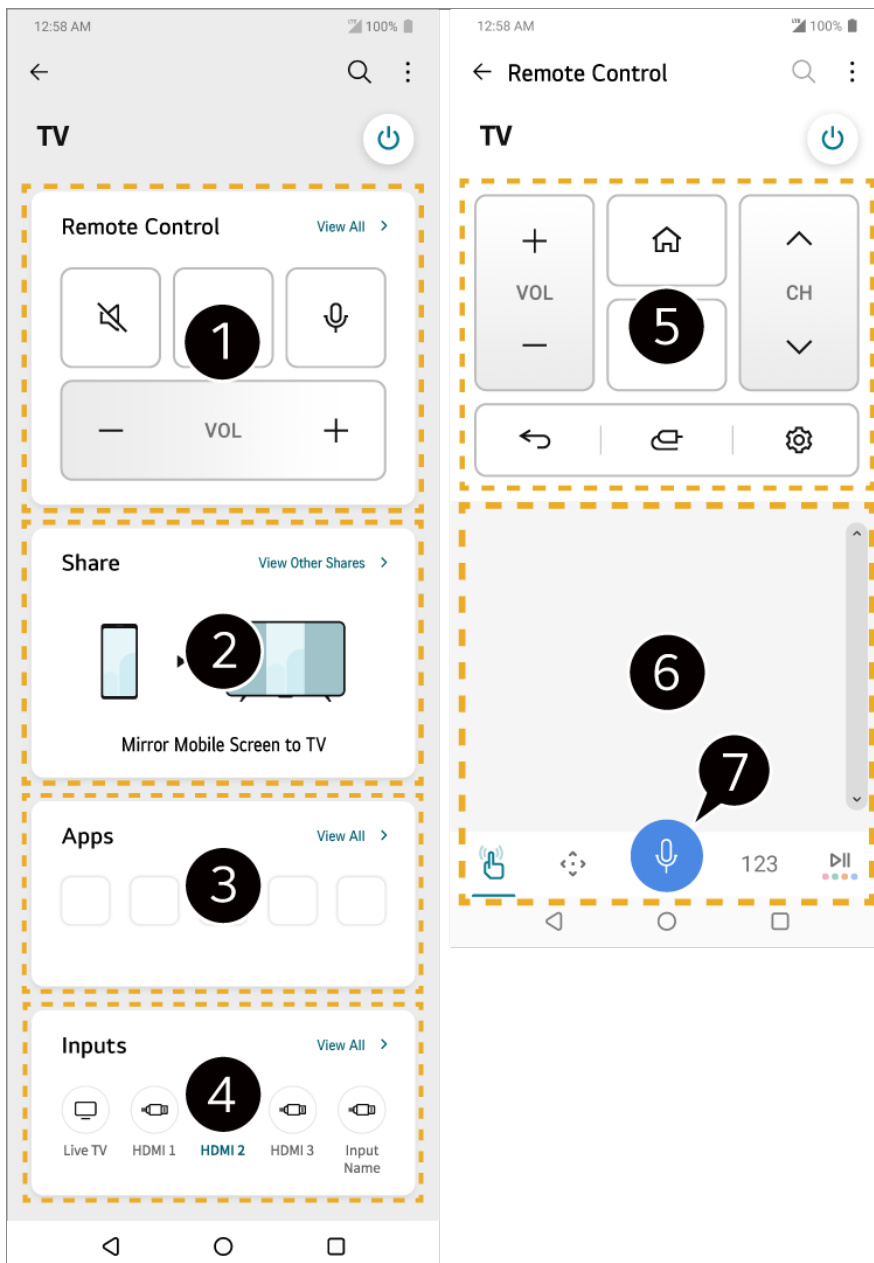 12:58 AM
LTE 100%
TV
Remote Control
View All >
1
VOL
Share
View Other Shares >
2
Mirror Mobile Screen to TV
Apps
View All >
3
Inputs
View All >
4
Live TV
HDMI 1
HDMI 2
HDMI 3
Input
Name
12:58 AM
LTE 100%
Remote Control
TV
VOL
CH
5
6
7
123